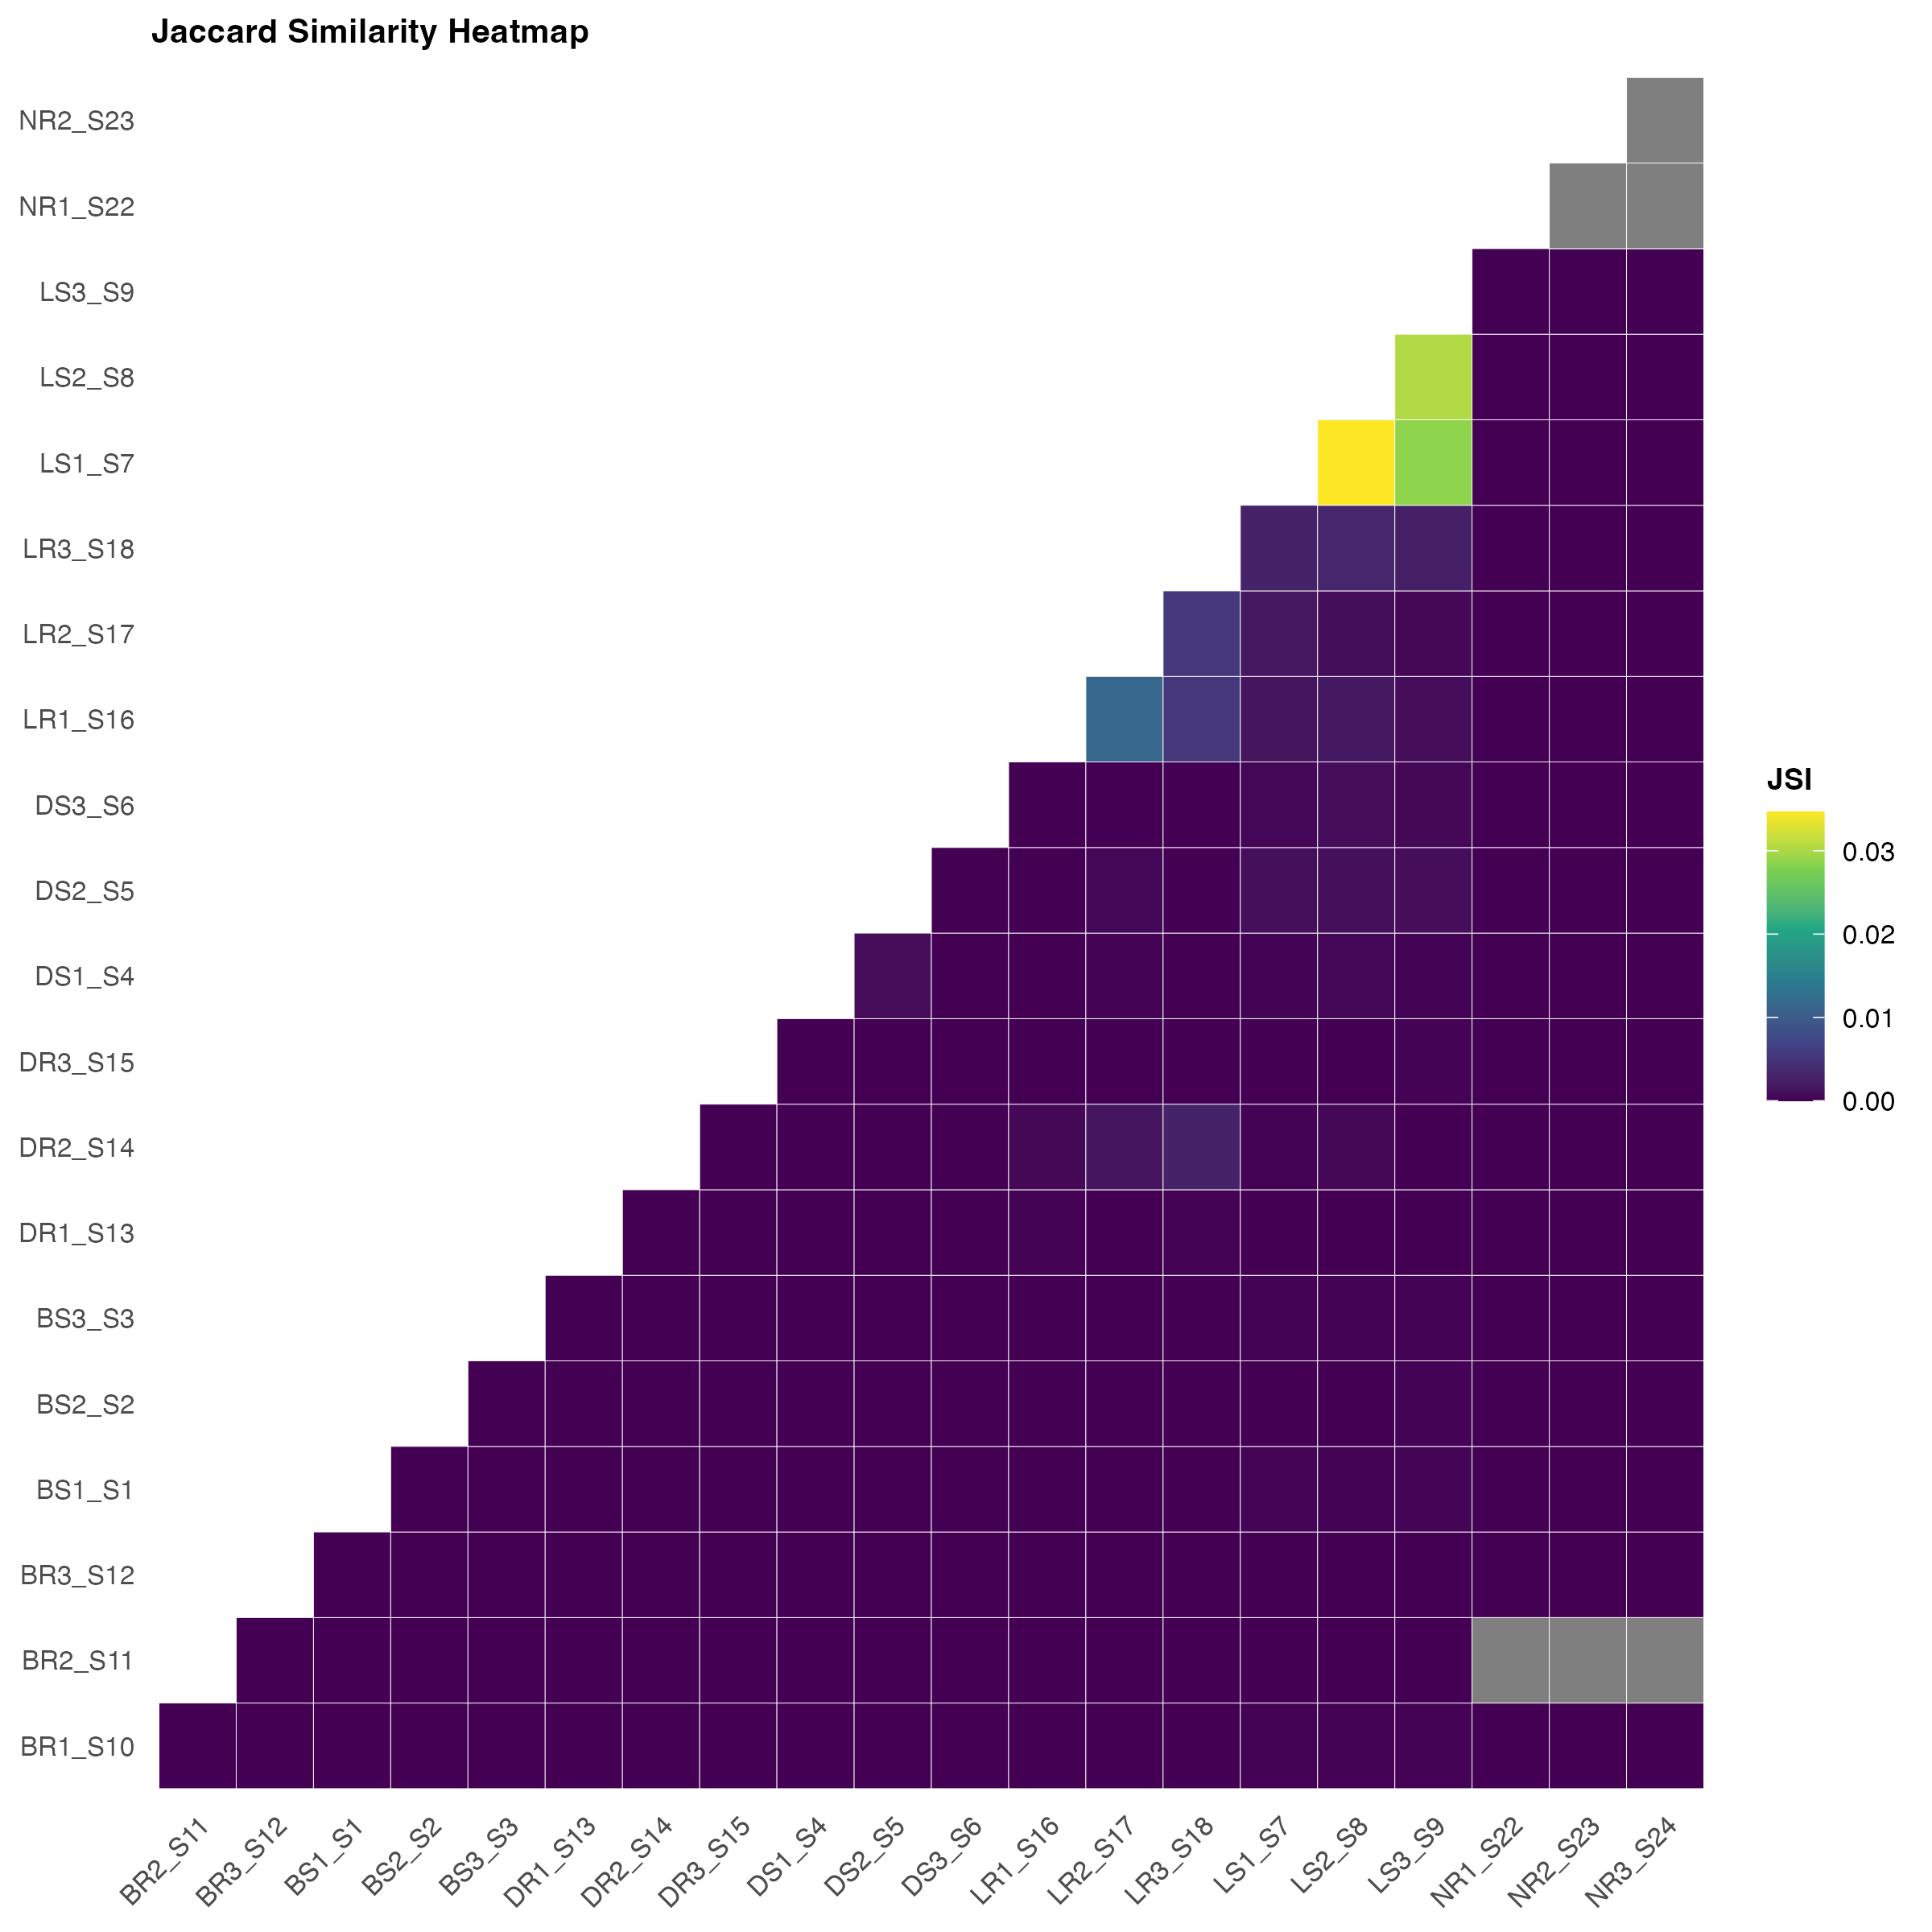 Jaccard Similarity Heatmap
NR2_S23
NR1_S22
LS3_S9
LS2_S8
LS1_S7
LR3_S18
LR2_S17
LR1_S16
DS3_S6
DS2_S5
DS1_S4
DR3_S15
DR2_S14
DR1_S13
BS3_S3
BS2_S2
BS1_S1
BR3_S12
BR2_S11
BR1_S10
BR2_S11
BR3_S12
BS1_S1
BS2_S2
BS3_S3
DR1_S13
DR2_S14
DR3_S15
DS1_S4
DS2_S5
DS3_S6
LR1_S16
LR2_S17
LR3_S18
LS1_S7
LS2_S8
LS3_S9
NR1_S22
NR2_S23
NR3_S24
JSI
0.03
0.02
0.01
0.00